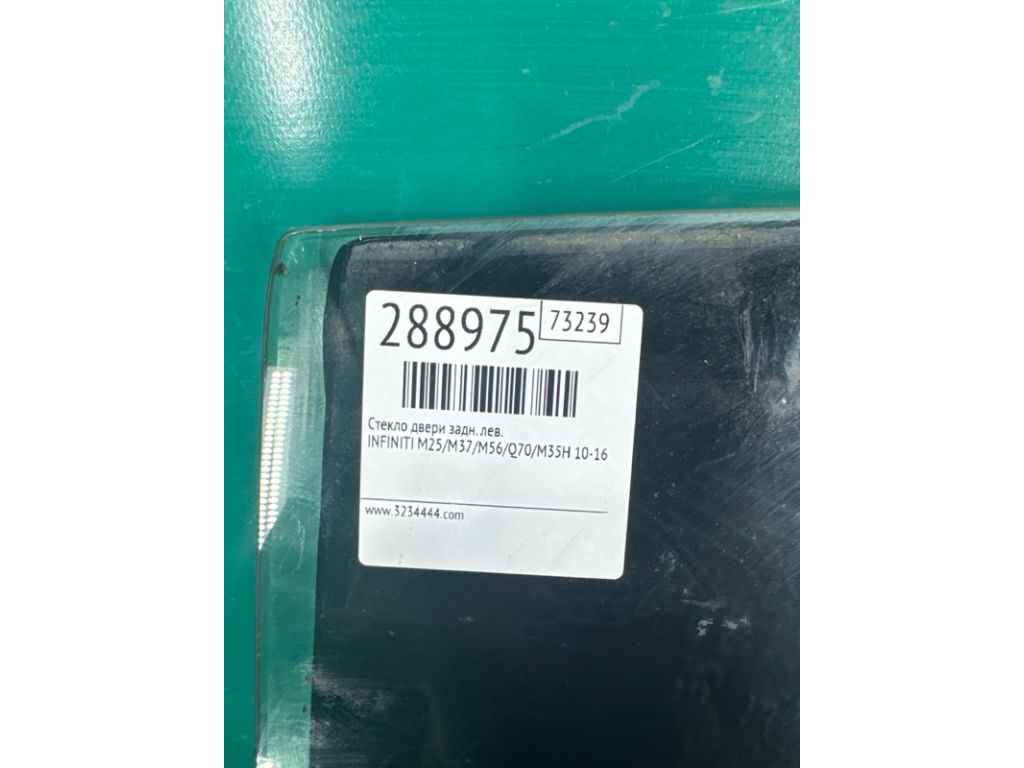 288975
73239
Стекло двери задн. лев.
INFINITI M25/M37/M56/Q70/M35H 10-16
www.3234444.com